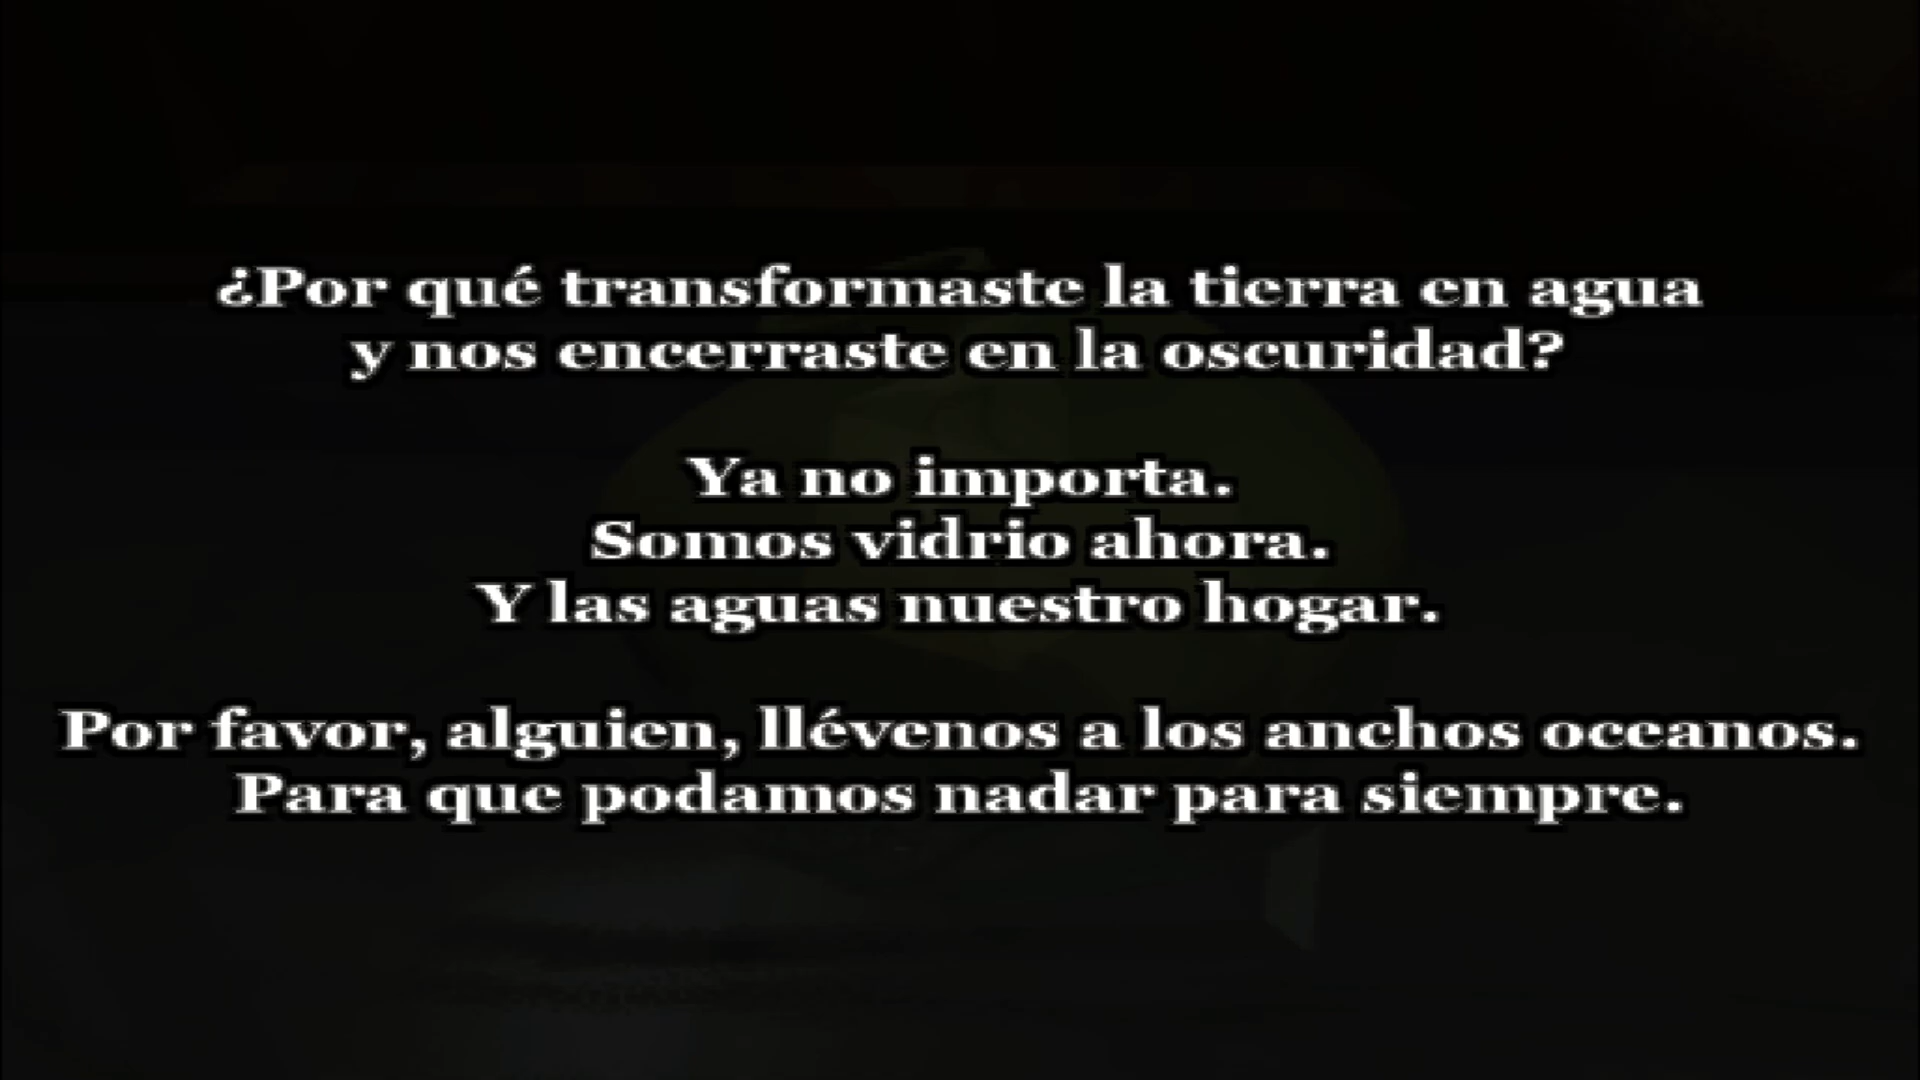 ¿Por qué transformaste la tierra en agua
y nos encerraste en la oscuridad?
Ya no importa.
Somos vidrio ahora.
Y las aguas nuestro hogar.
Por favor, alguien, llévenos a los anchos oceanos.
Para que podamos nadar para siempre.